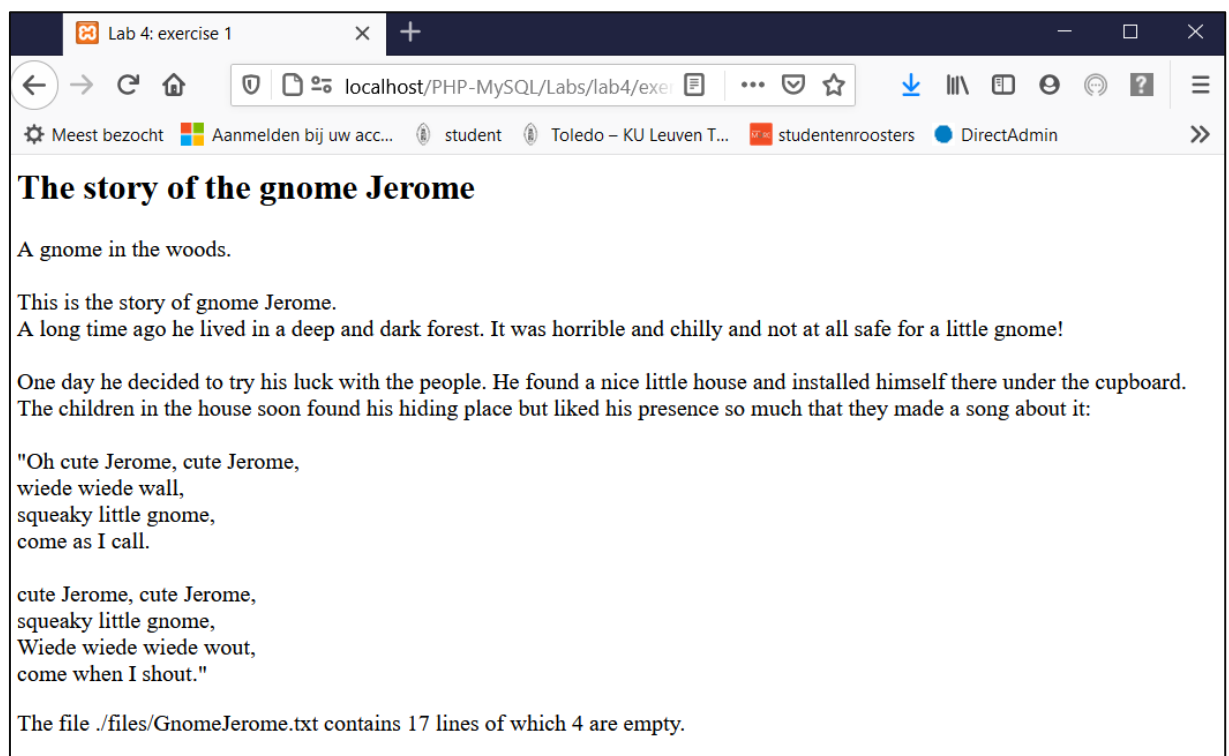 Lab 4: exercise 1
localhost/PHP-MySQL/Labs/lab4/exer
Meest bezocht Aanmelden bij uw acc... student Toledo – KU Leuven T... studentenroosters DirectAdmin
The story of the gnome Jerome
A gnome in the woods.
This is the story of gnome Jerome.
A long time ago he lived in a deep and dark forest. It was horrible and chilly and not at all safe for a little gnome!
One day he decided to try his luck with the people. He found a nice little house and installed himself there under the cupboard.
The children in the house soon found his hiding place but liked his presence so much that they made a song about it:
"Oh cute Jerome, cute Jerome,
wiede wiede wall,
squeaky little gnome,
come as I call.
cute Jerome, cute Jerome,
squeaky little gnome,
Wiede wiede wiede wout,
come when I shout."
The file ./files/GnomeJerome.txt contains 17 lines of which 4 are empty.